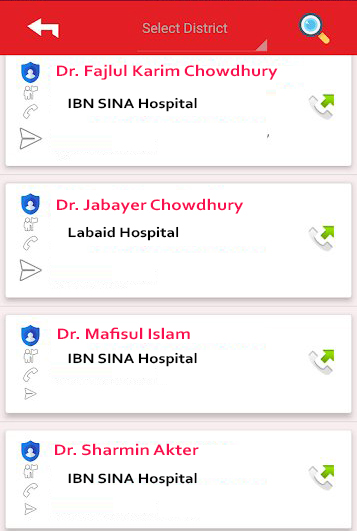 Select District
Dr. Fajlul Karim Chowdhury
IBN SINA Hospital
Dr. Jabayer Chowdhury
Labaid Hospital
Dr. Mafisul Islam
IBN SINA Hospital
Dr. Sharmin Akter
IBN SINA Hospital